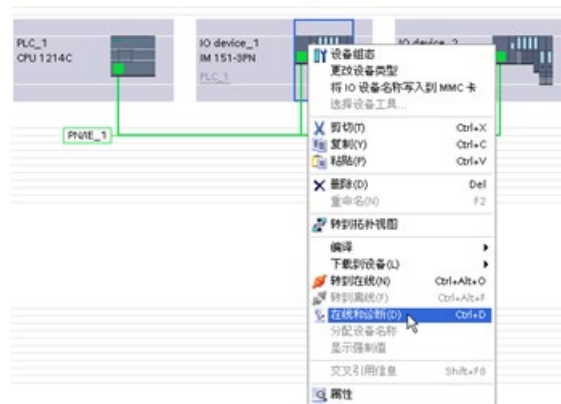 PLC_1
CPU 1214C
IO device_1
IM 151-3PN
PLC_1
IO device_2
PN/IE_1
设备组态
更改设备类型
将 IO 设备名称写入到 MMC 卡
选择设备工具...
剪切(T) Ctrl+X
复制(Y) Ctrl+C
粘贴(P) Ctrl+V
删除(D) Del
重命名(N) F2
转到拓扑视图
编译
下载到设备(L)
转到在线(N) Ctrl+Alt+O
转到离线(F) Ctrl+Alt+F
在线和诊断(D) Ctrl+D
分配设备名称
显示强制值
交叉引用信息 Shift+F8
属性